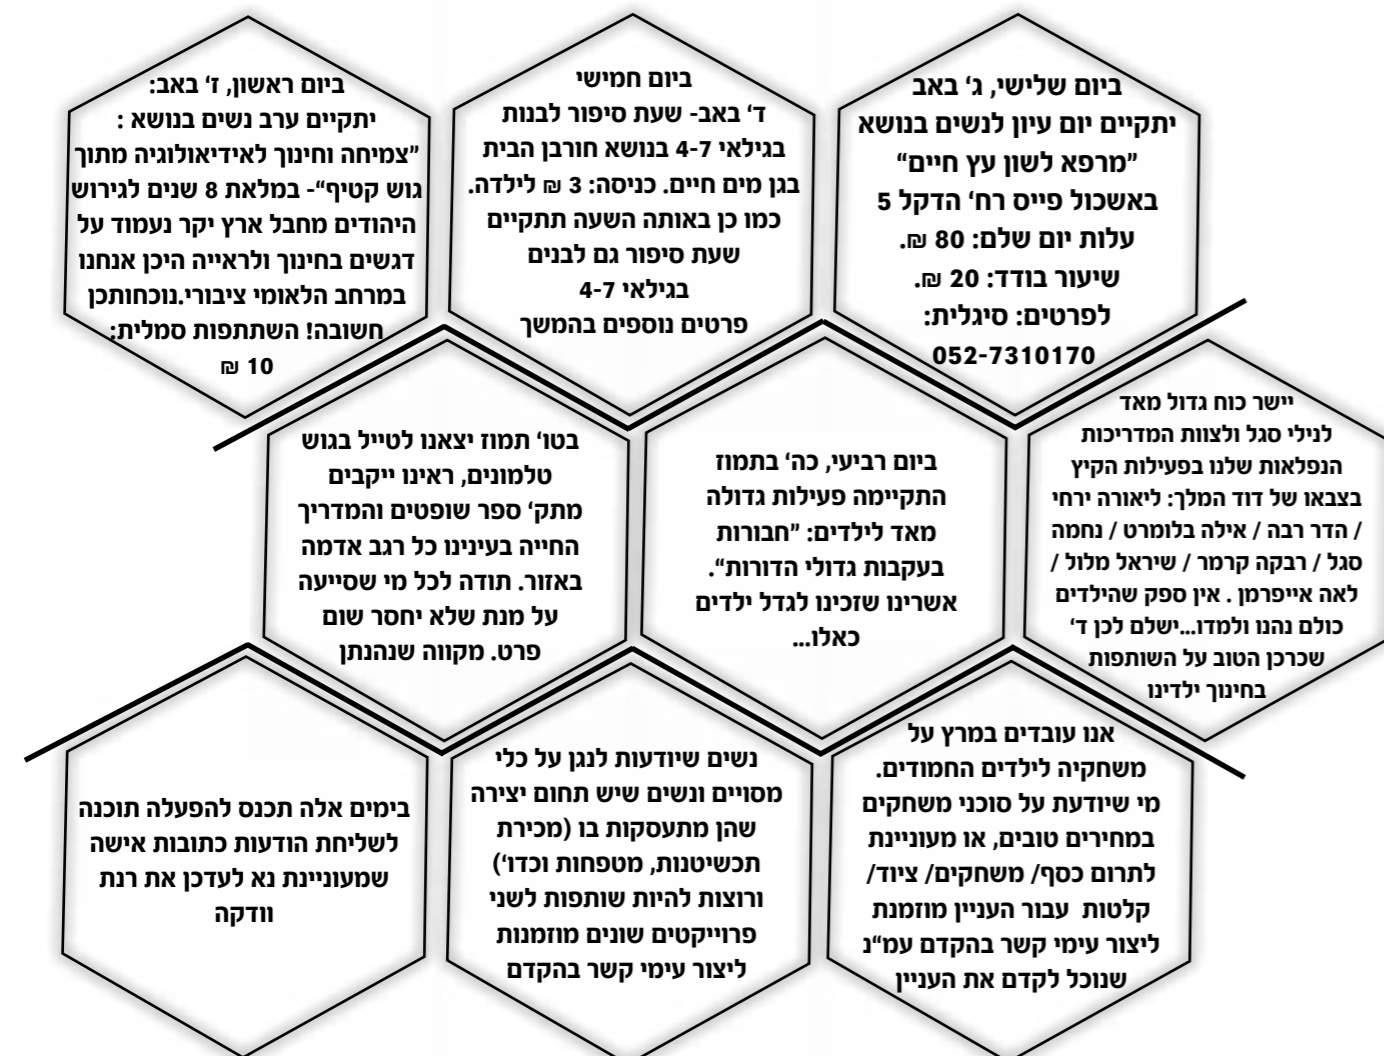 ביום שלישי, ג' באב
יתקיים יום עיון לנשים בנושא
"מרפא לשון עץ חיים"
באשכול פייס רח' הדקל 5
עלות יום שלם: 80 ₪.
שיעור בודד: 20 ₪.
לפרטים: סיגלית:
052-7310170
ביום חמישי
ד' באב- שעת סיפור לבנות
בגילאי 4-7 בנושא חורבן הבית
בגן מים חיים. כניסה: 3 ₪ לילדה.
כמו כן באותה השעה תתקיים
שעת סיפור גם לבנים
בגילאי 4-7
פרטים נוספים בהמשך
ביום ראשון, ז' באב:
יתקיים ערב נשים בנושא :
"צמיחה וחינוך לאידיאולוגיה מתוך
גוש קטיף"- במלאת 8 שנים לגירוש
היהודים מחבל ארץ יקר נעמוד על
דגשים בחינוך ולראייה היכן אנחנו
במרחב הלאומי ציבורי.נוכחותכן
חשובה! השתתפות סמלית:
10 ₪
יישר כוח גדול מאד
לנילי סגל ולצוות המדריכות
הנפלאות שלנו בפעילות הקיץ
בצבאו של דוד המלך: ליאורה ירחי
/ הדר רבה / אילה בלומרט / נחמה
סגל / רבקה קרמר / שיראל מלול /
לאה אייפרמן . אין ספק שהילדים
כולם נהנו ולמדו...ישלם לכן ד'
שכרכן הטוב על השותפות
בחינוך ילדינו
ביום רביעי, כה' בתמוז
התקיימה פעילות גדולה
מאד לילדים: "חבורות
בעקבות גדולי הדורות".
אשרינו שזכינו לגדל ילדים
כאלו...
בטו' תמוז יצאנו לטייל בגוש
טלמונים, ראינו ייקבים
מתק' ספר שופטים והמדריך
החייה בעינינו כל רגב אדמה
באזור. תודה לכל מי שסייעה
על מנת שלא יחסר שום
פרט. מקווה שנהנתן
אנו עובדים במרץ על
משחקיה לילדים החמודים.
מי שיודעת על סוכני משחקים
במחירים טובים, או מעוניינת
לתרום כסף/ משחקים/ ציוד/
קלטות עבור העניין מוזמנת
ליצור עימי קשר בהקדם עמ"נ
שנוכל לקדם את העניין
נשים שיודעות לנגן על כלי
מסויים ונשים שיש תחום יצירה
שהן מתעסקות בו (מכירת
תכשיטנות, מטפחות וכדו')
ורוצות להיות שותפות לשני
פרוייקטים שונים מוזמנות
ליצור עימי קשר בהקדם
בימים אלה תכנס להפעלה תוכנה
לשליחת הודעות כתובות אישה
שמעוניינת נא לעדכן את רנת
וודקה